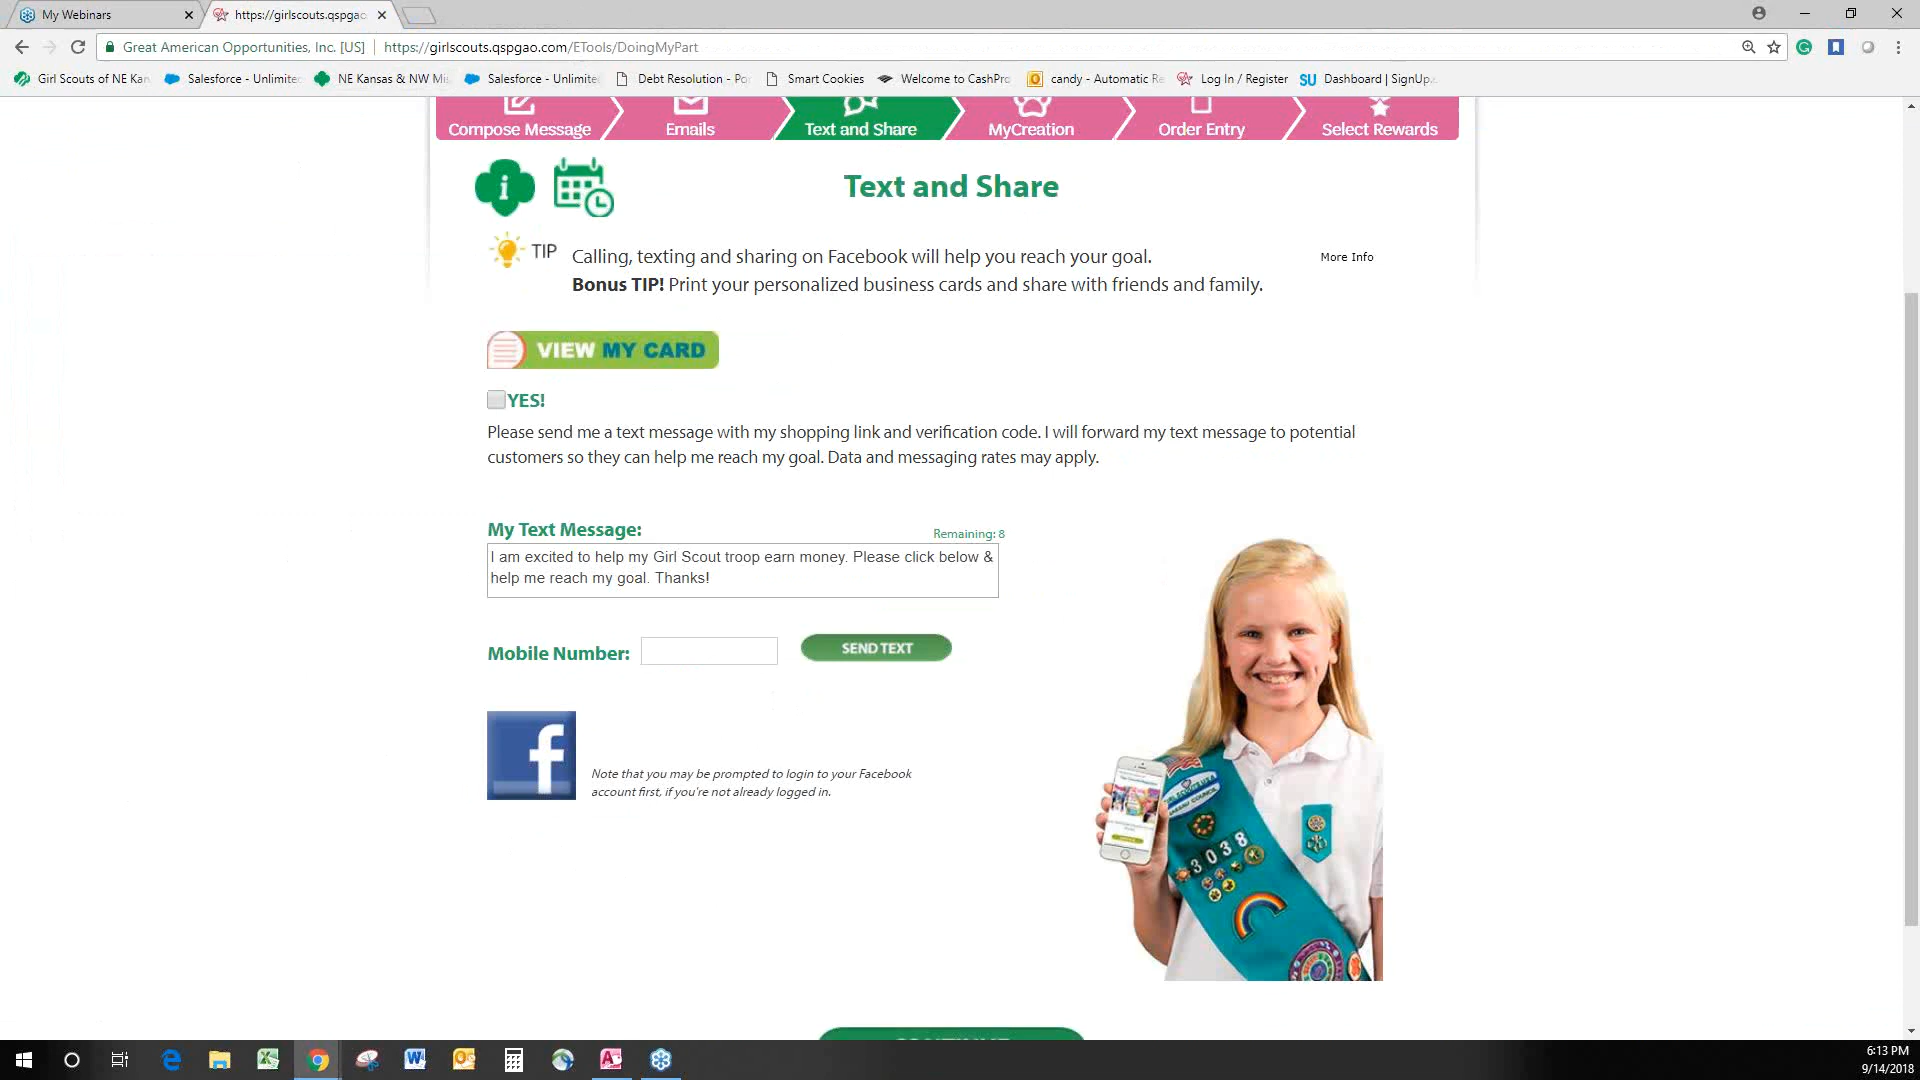 My Webinars
https://girlscouts.qspgao
Great American Opportunities, Inc. [US] | https://girlscouts.qspgao.com/ETools/DoingMyPart
Girl Scouts of NE Kan
Salesforce - Unlimite
NE Kansas & NW Mi
Salesforce - Unlimite
Debt Resolution - Po
Smart Cookies
Welcome to CashPro
candy - Automatic Re
Log In / Register
SU Dashboard | SignUp
Compose Message
Emails
Text and Share
MyCreation
Order Entry
Select Rewards
Text and Share
TIP
Calling, texting and sharing on Facebook will help you reach your goal.
More Info
Bonus TIP! Print your personalized business cards and share with friends and family.
VIEW MY CARD
YES!
Please send me a text message with my shopping link and verification code. I will forward my text message to potential
customers so they can help me reach my goal. Data and messaging rates may apply.
My Text Message:
Remaining: 8
I am excited to help my Girl Scout troop earn money. Please click below &
help me reach my goal. Thanks!
Mobile Number:
SEND TEXT
Note that you may be prompted to login to your Facebook
account first, if you're not already logged in.
3038
6:13 PM
9/14/2018